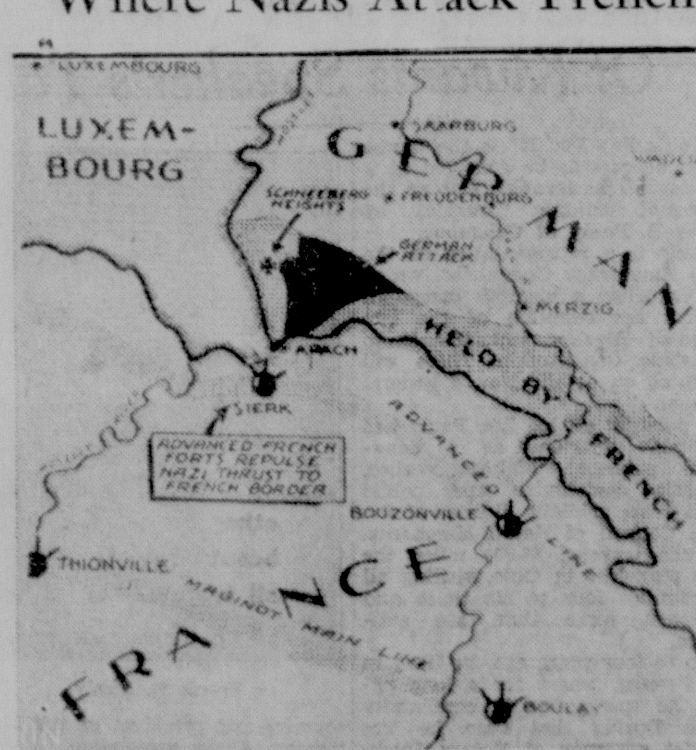 Where Nazis Attack French
LUXEMBOURG
LUXEM-
BOURG
MOSELLE
SAARBURG
GERMAN
SCHNEEBERG
HEIGHTS
FREUDENBURG
GERMAN
ATTACK
MERZIG
HELD BY FRENCH
APACH
SIERK
ADVANCED FRENCH
FORTS REPULSE
NAZI THRUST TO
FRENCH BORDER
ADVANCED LINE
BOUZONVILLE
THIONVILLE
FRANCE
MAGINOT MAIN LINE
BOULAY